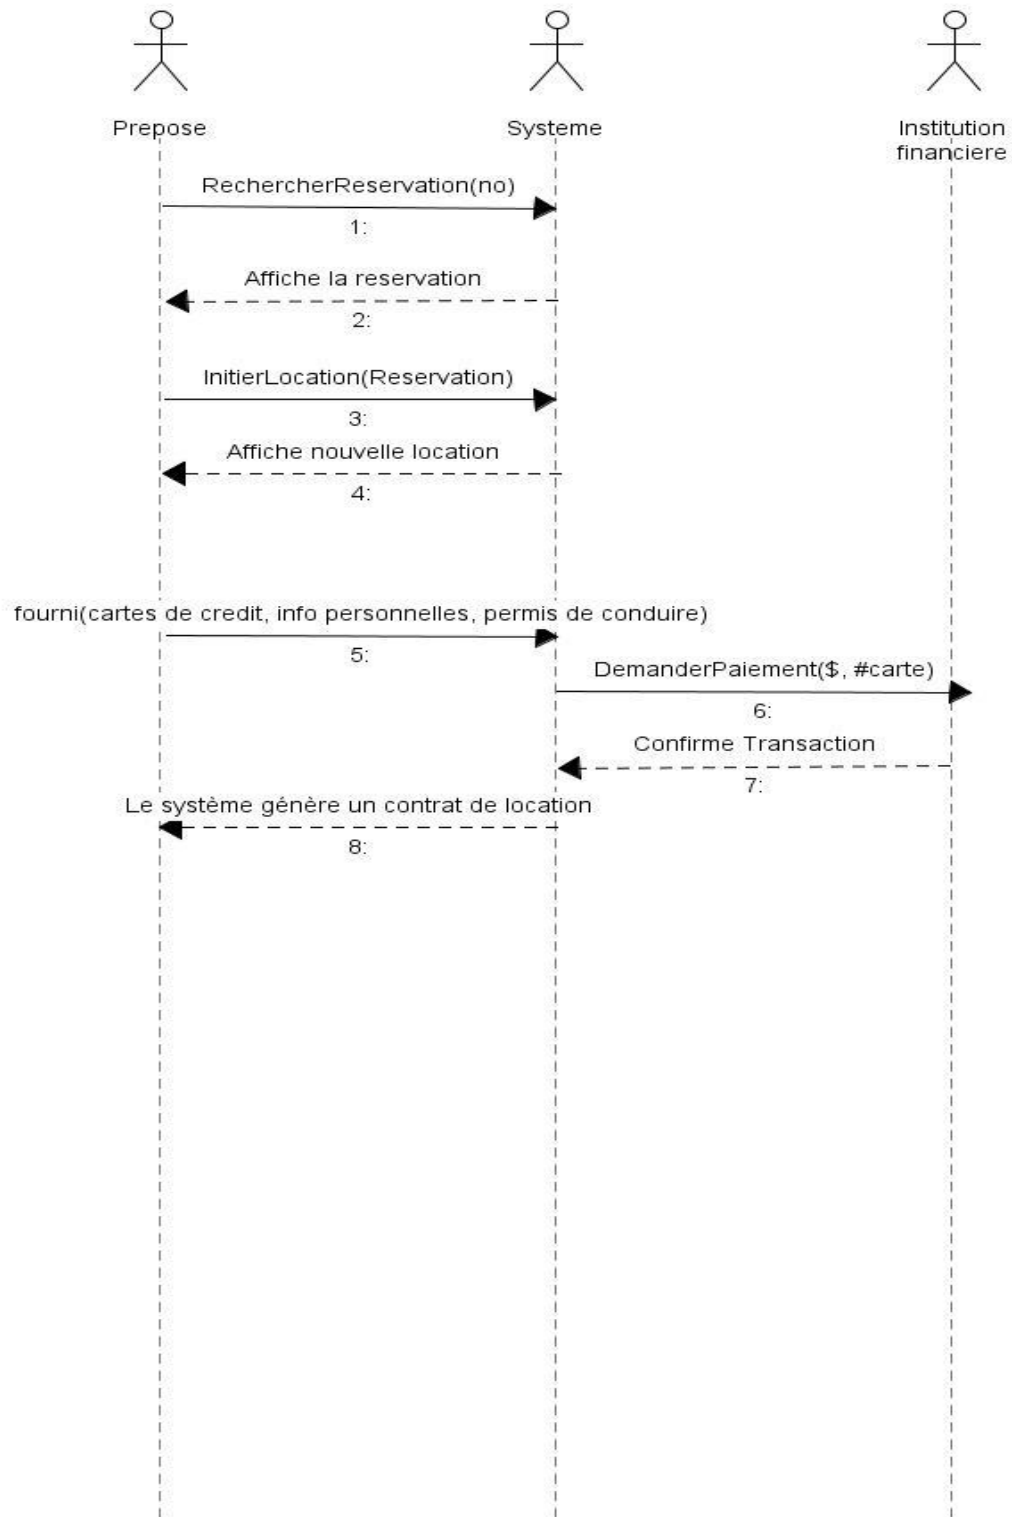 Prepose
Systeme
Institution
financiere
RechercherReservation(no)
1:
Affiche la reservation
2:
InitierLocation(Reservation)
3:
Affiche nouvelle location
4:
fourni(cartes de credit, info personnelles, permis de conduire)
5:
DemanderPaiement($, #carte)
6:
Confirme Transaction
7:
Le système génère un contrat de location
8: